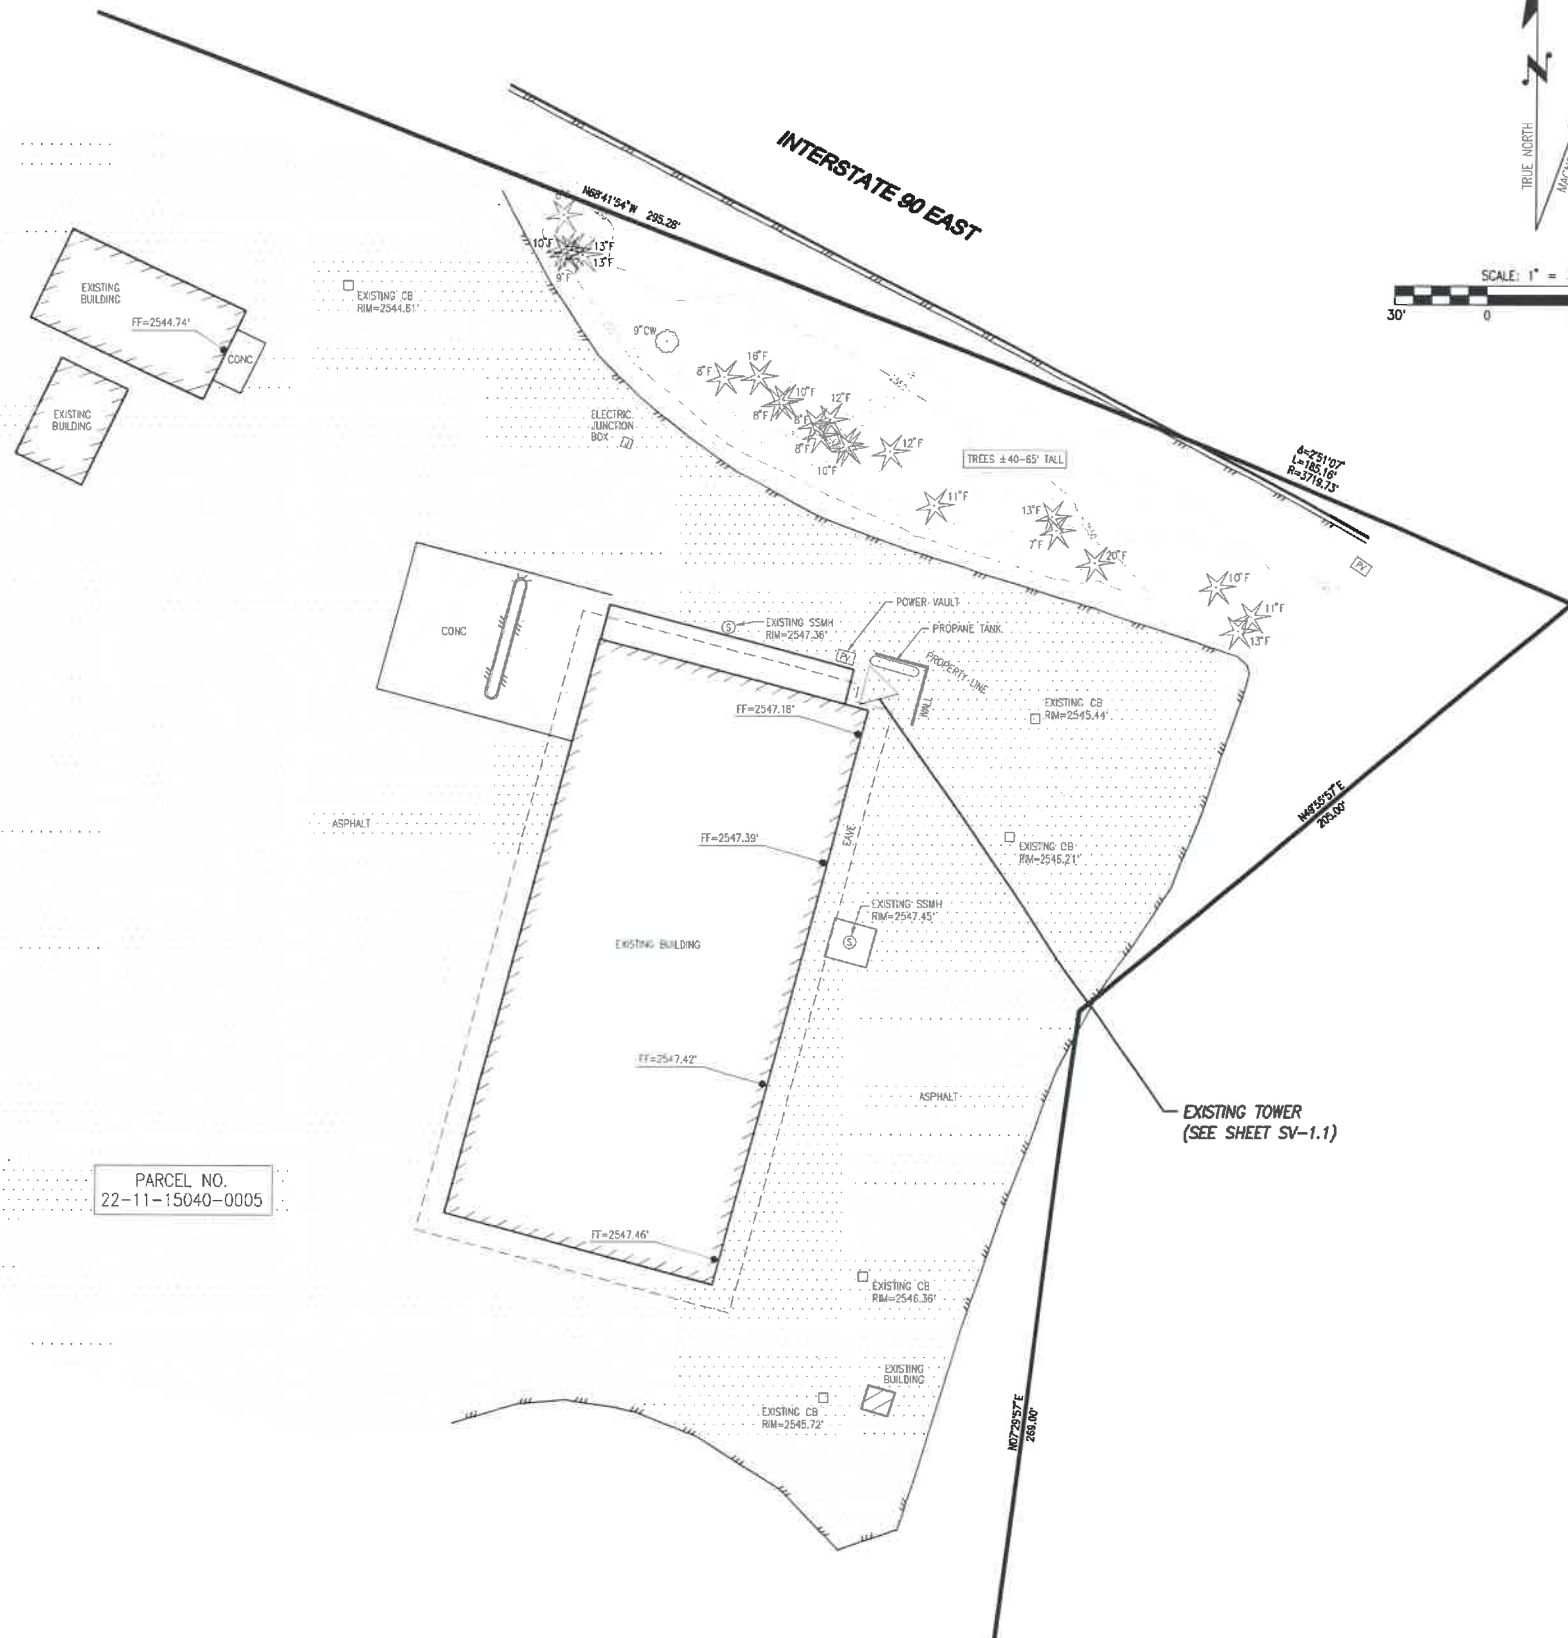 INTERSTATE 90 EAST
TRUE NORTH
SCALE: 1" =
30'
0
N68°41'54"W 295.28'
10"F
13"F
13"F
9"F
EXISTING
BUILDING
FF=2544.74'
CONC
EXISTING
BUILDING
EXISTING CB
RIM=2544.61'
9"CW
8"F
16"F
10"F
8"F
12"F
8"F
8"F
10"F
12"F
ELECTRIC
JUNCTION
BOX
J
TREES ±40-65' TALL
Δ=2°51'07"
L=185.16'
R=3719.73'
11"F
13"F
7"F
20"F
10"F
11"F
13"F
PV
CONC
EXISTING SSMH
RIM=2547.36'
S
POWER VAULT
PV
PROPANE TANK
PROPERTY LINE
WALL
EXISTING CB
RIM=2545.44'
FF=2547.18'
ASPHALT
FF=2547.39'
EAVE
EXISTING CB
RIM=2546.21'
N49°55'57"E
205.00'
EXISTING SSMH
RIM=2547.45'
S
EXISTING BUILDING
FF=2547.42'
ASPHALT
EXISTING TOWER
(SEE SHEET SV-1.1)
PARCEL NO.
22-11-15040-0005
FF=2547.46'
EXISTING CB
RIM=2546.36'
EXISTING
BUILDING
EXISTING CB
RIM=2545.72'
N07°29'57"E
269.00'